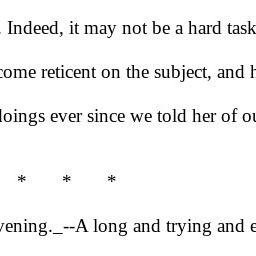 . Indeed, it may not be a hard task
come reticent on the subject, and
doings ever since we told her of
* * *
vening._--A long and trying and